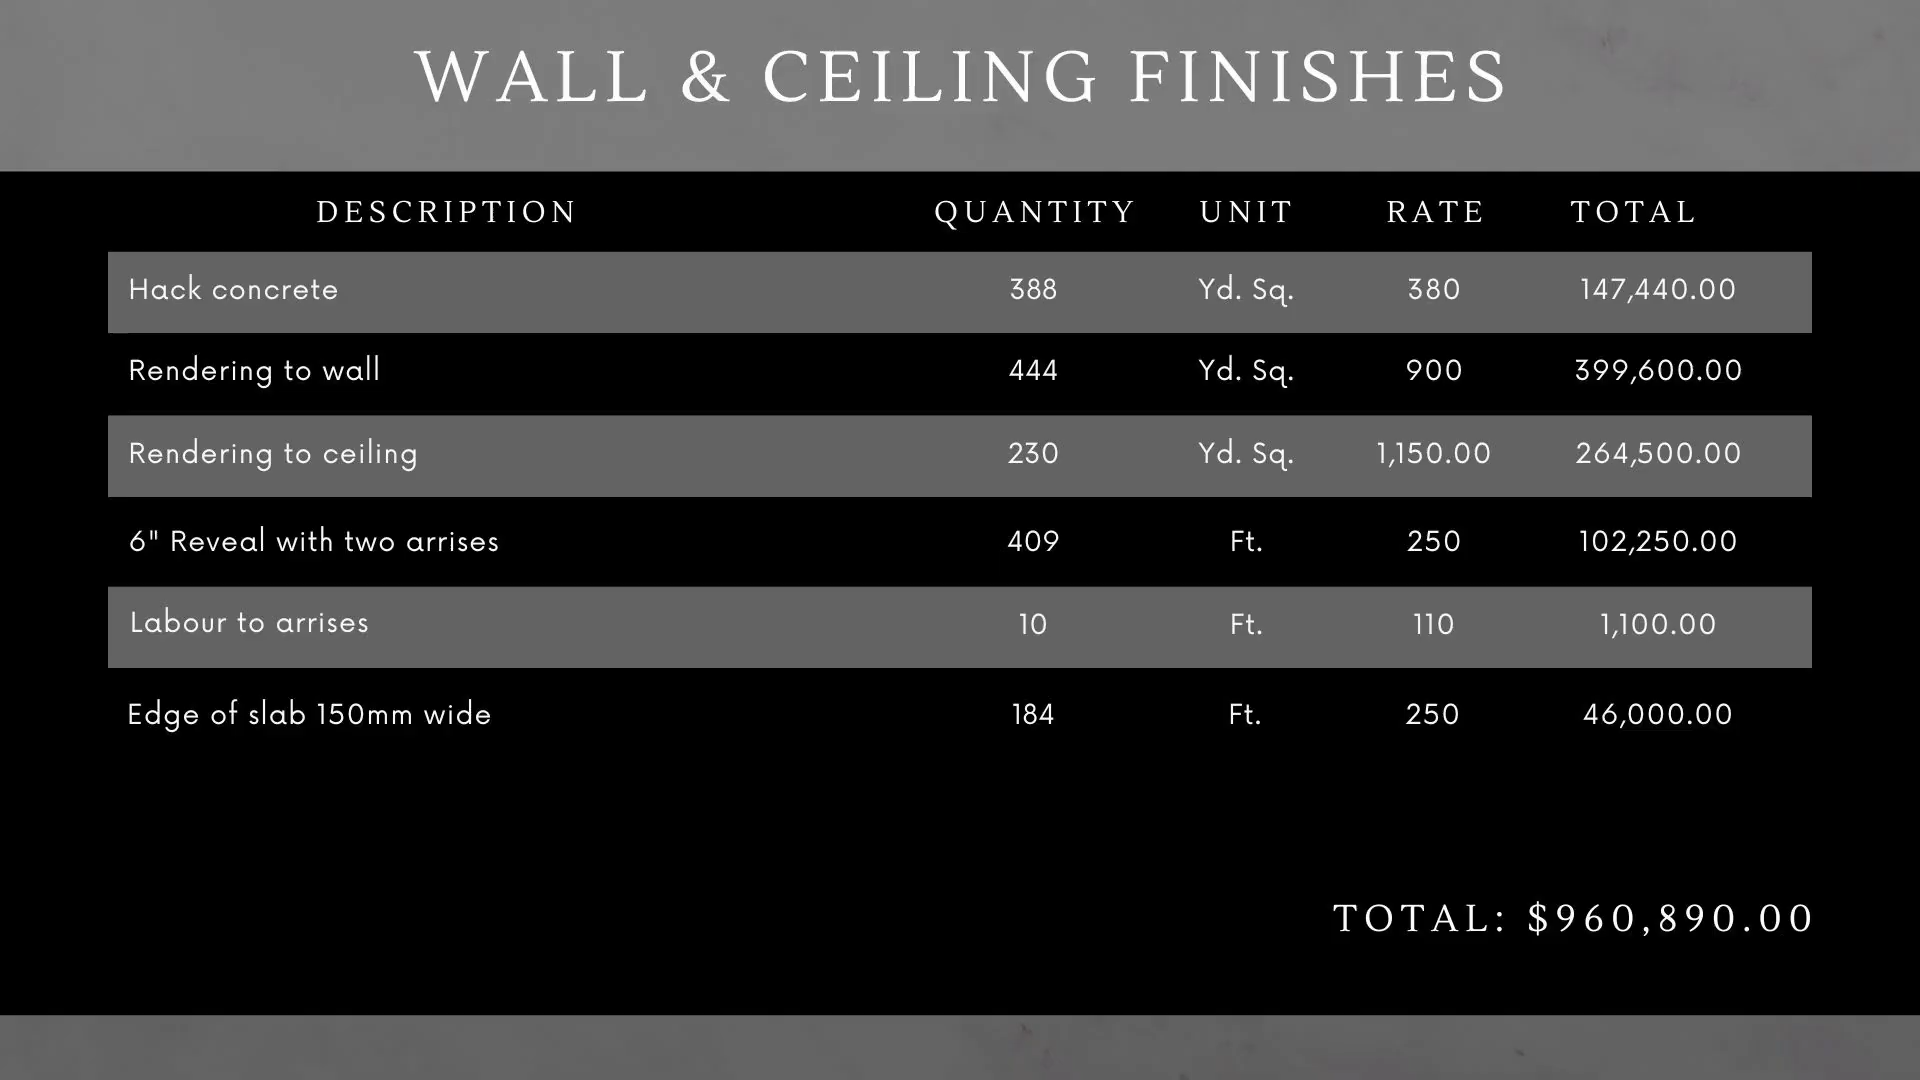 WALL & CEILING FINISHES
DESCRIPTION QUANTITY UNIT RATE TOTAL
Hack concrete 388 Yd. Sq. 380 147,440.00
Rendering to wall 444 Yd. Sq. 900 399,600.00
Rendering to ceiling 230 Yd. Sq. 1,150.00 264,500.00
6" Reveal with two arrises 409 Ft. 250 102,250.00
Labour to arrises 10 Ft. 110 1,100.00
Edge of slab 150mm wide 184 Ft. 250 46,000.00
TOTAL: $960,890.00